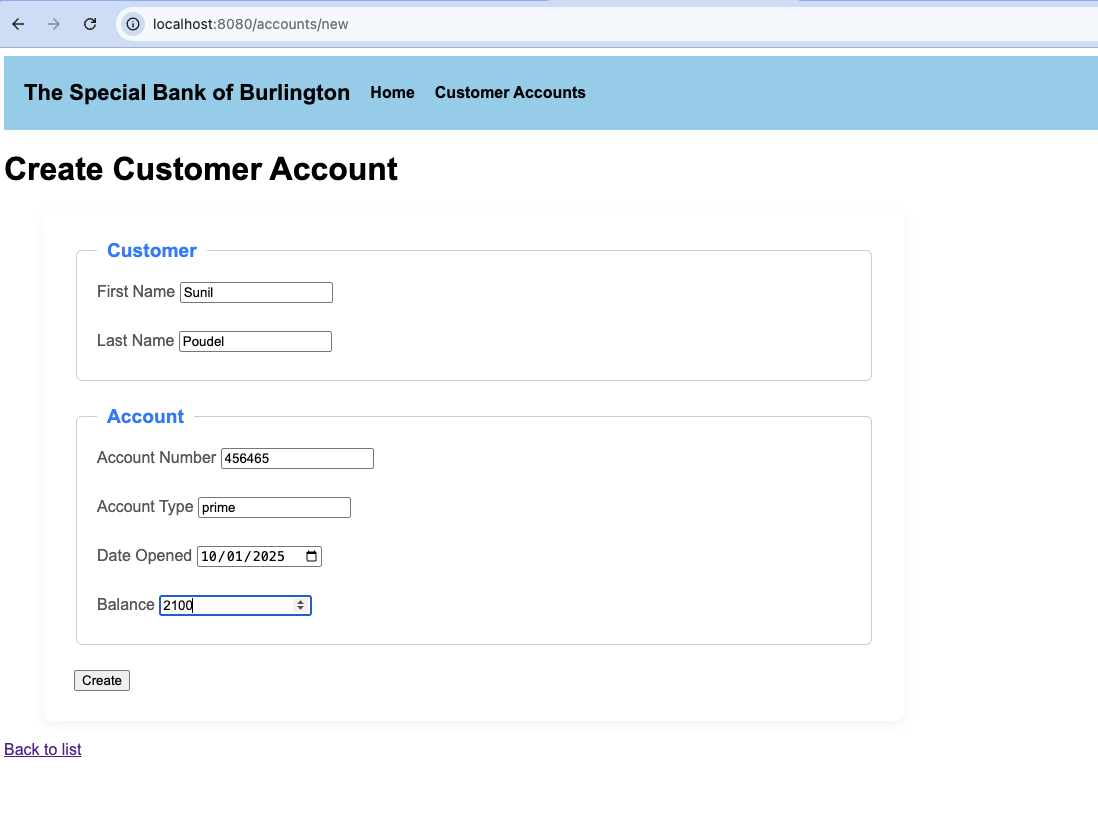 localhost:8080/accounts/new
The Special Bank of Burlington Home Customer Accounts
Create Customer Account
Customer
First Name Sunil
Last Name Poudel
Account
Account Number 456465
Account Type prime
Date Opened 10/01/2025
Balance 2100
Create
Back to list